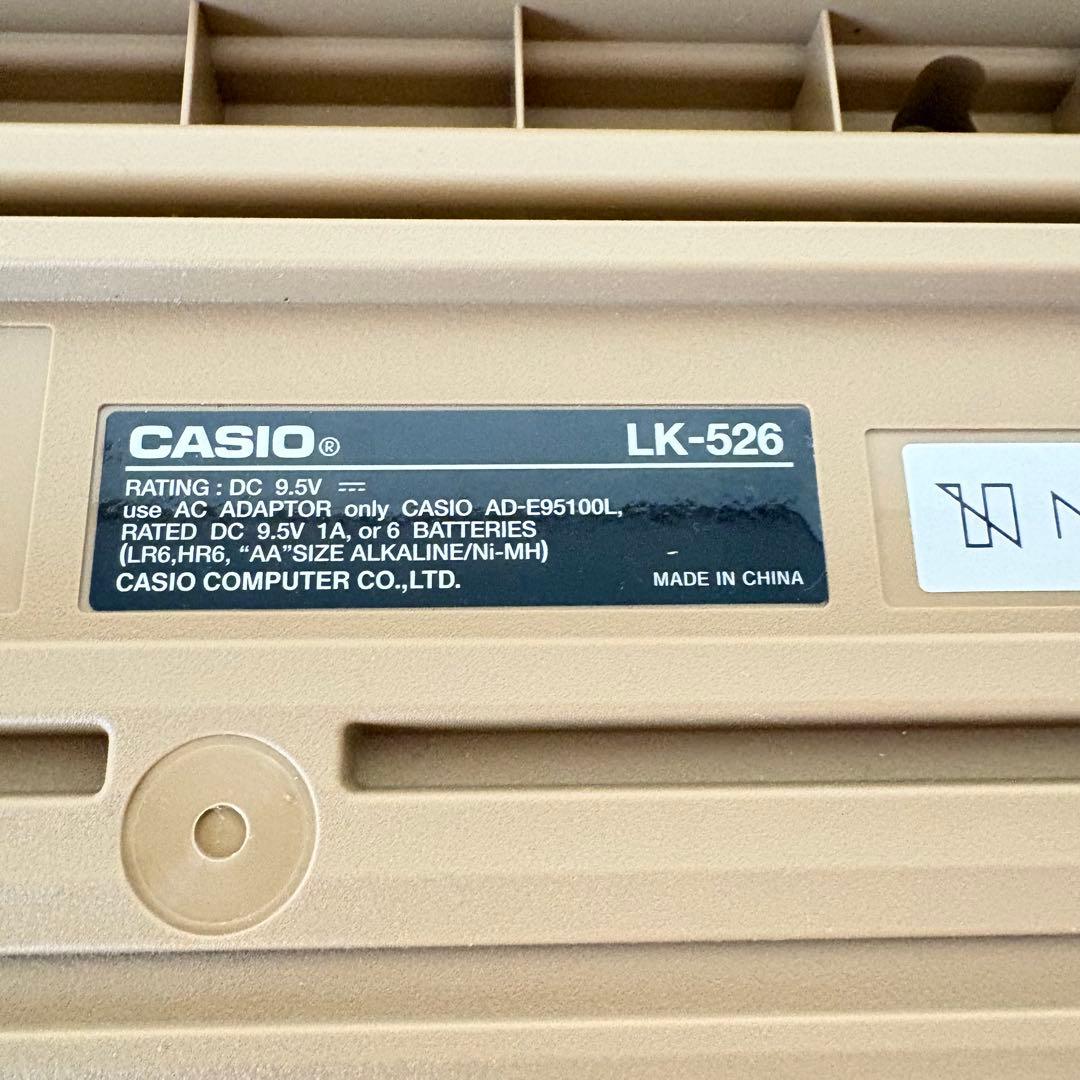 CASIO®
LK-526
RATING : DC 9.5V ⎓
use AC ADAPTOR only CASIO AD-E95100L,
RATED DC 9.5V 1A, or 6 BATTERIES
(LR6,HR6, “AA”SIZE ALKALINE/Ni-MH)
CASIO COMPUTER CO.,LTD.
MADE IN CHINA